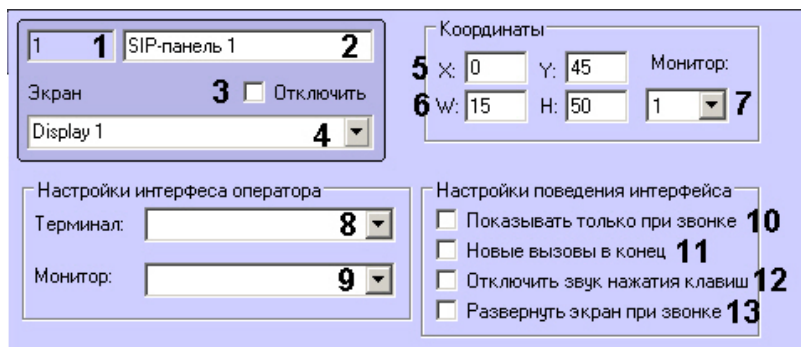 1 1 SIP-панель 1 2
Экран 3 Отключить
Display 1 4
Координаты
5 X: 0 Y: 45 Монитор:
6 W: 15 H: 50 1 7
Настройки интерфеса оператора
Терминал: 8
Монитор: 9
Настройки поведения интерфейса
Показывать только при звонке 10
Новые вызовы в конец 11
Отключить звук нажатия клавиш 12
Развернуть экран при звонке 13